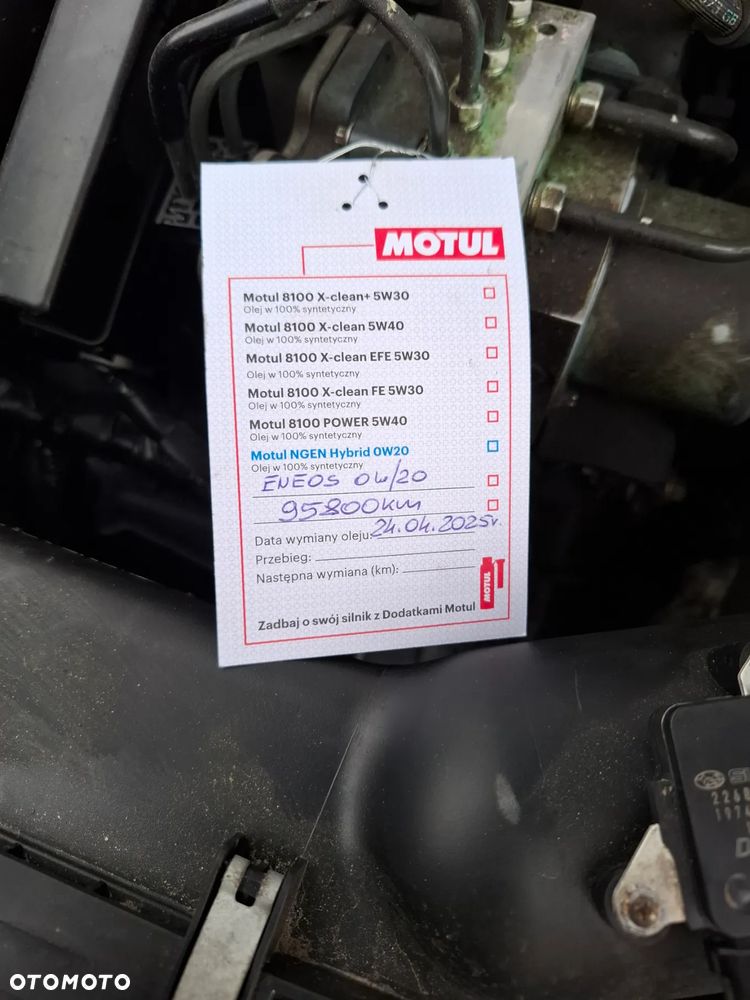 MOTUL
Motul 8100 X-clean+ 5W30
Olej w 100% syntetyczny
Motul 8100 X-clean 5W40
Olej w 100% syntetyczny
Motul 8100 X-clean EFE 5W30
Olej w 100% syntetyczny
Motul 8100 X-clean FE 5W30
Olej w 100% syntetyczny
Motul 8100 POWER 5W40
Olej w 100% syntetyczny
Motul NGEN Hybrid 0W20
Olej w 100% syntetyczny
ENEOS 0W/20
95800km
Data wymiany oleju: 24.04.2025r.
Przebieg:
Następna wymiana (km):
MOTUL
Zadbaj o swój silnik z Dodatkami Motul
OTOMOTO